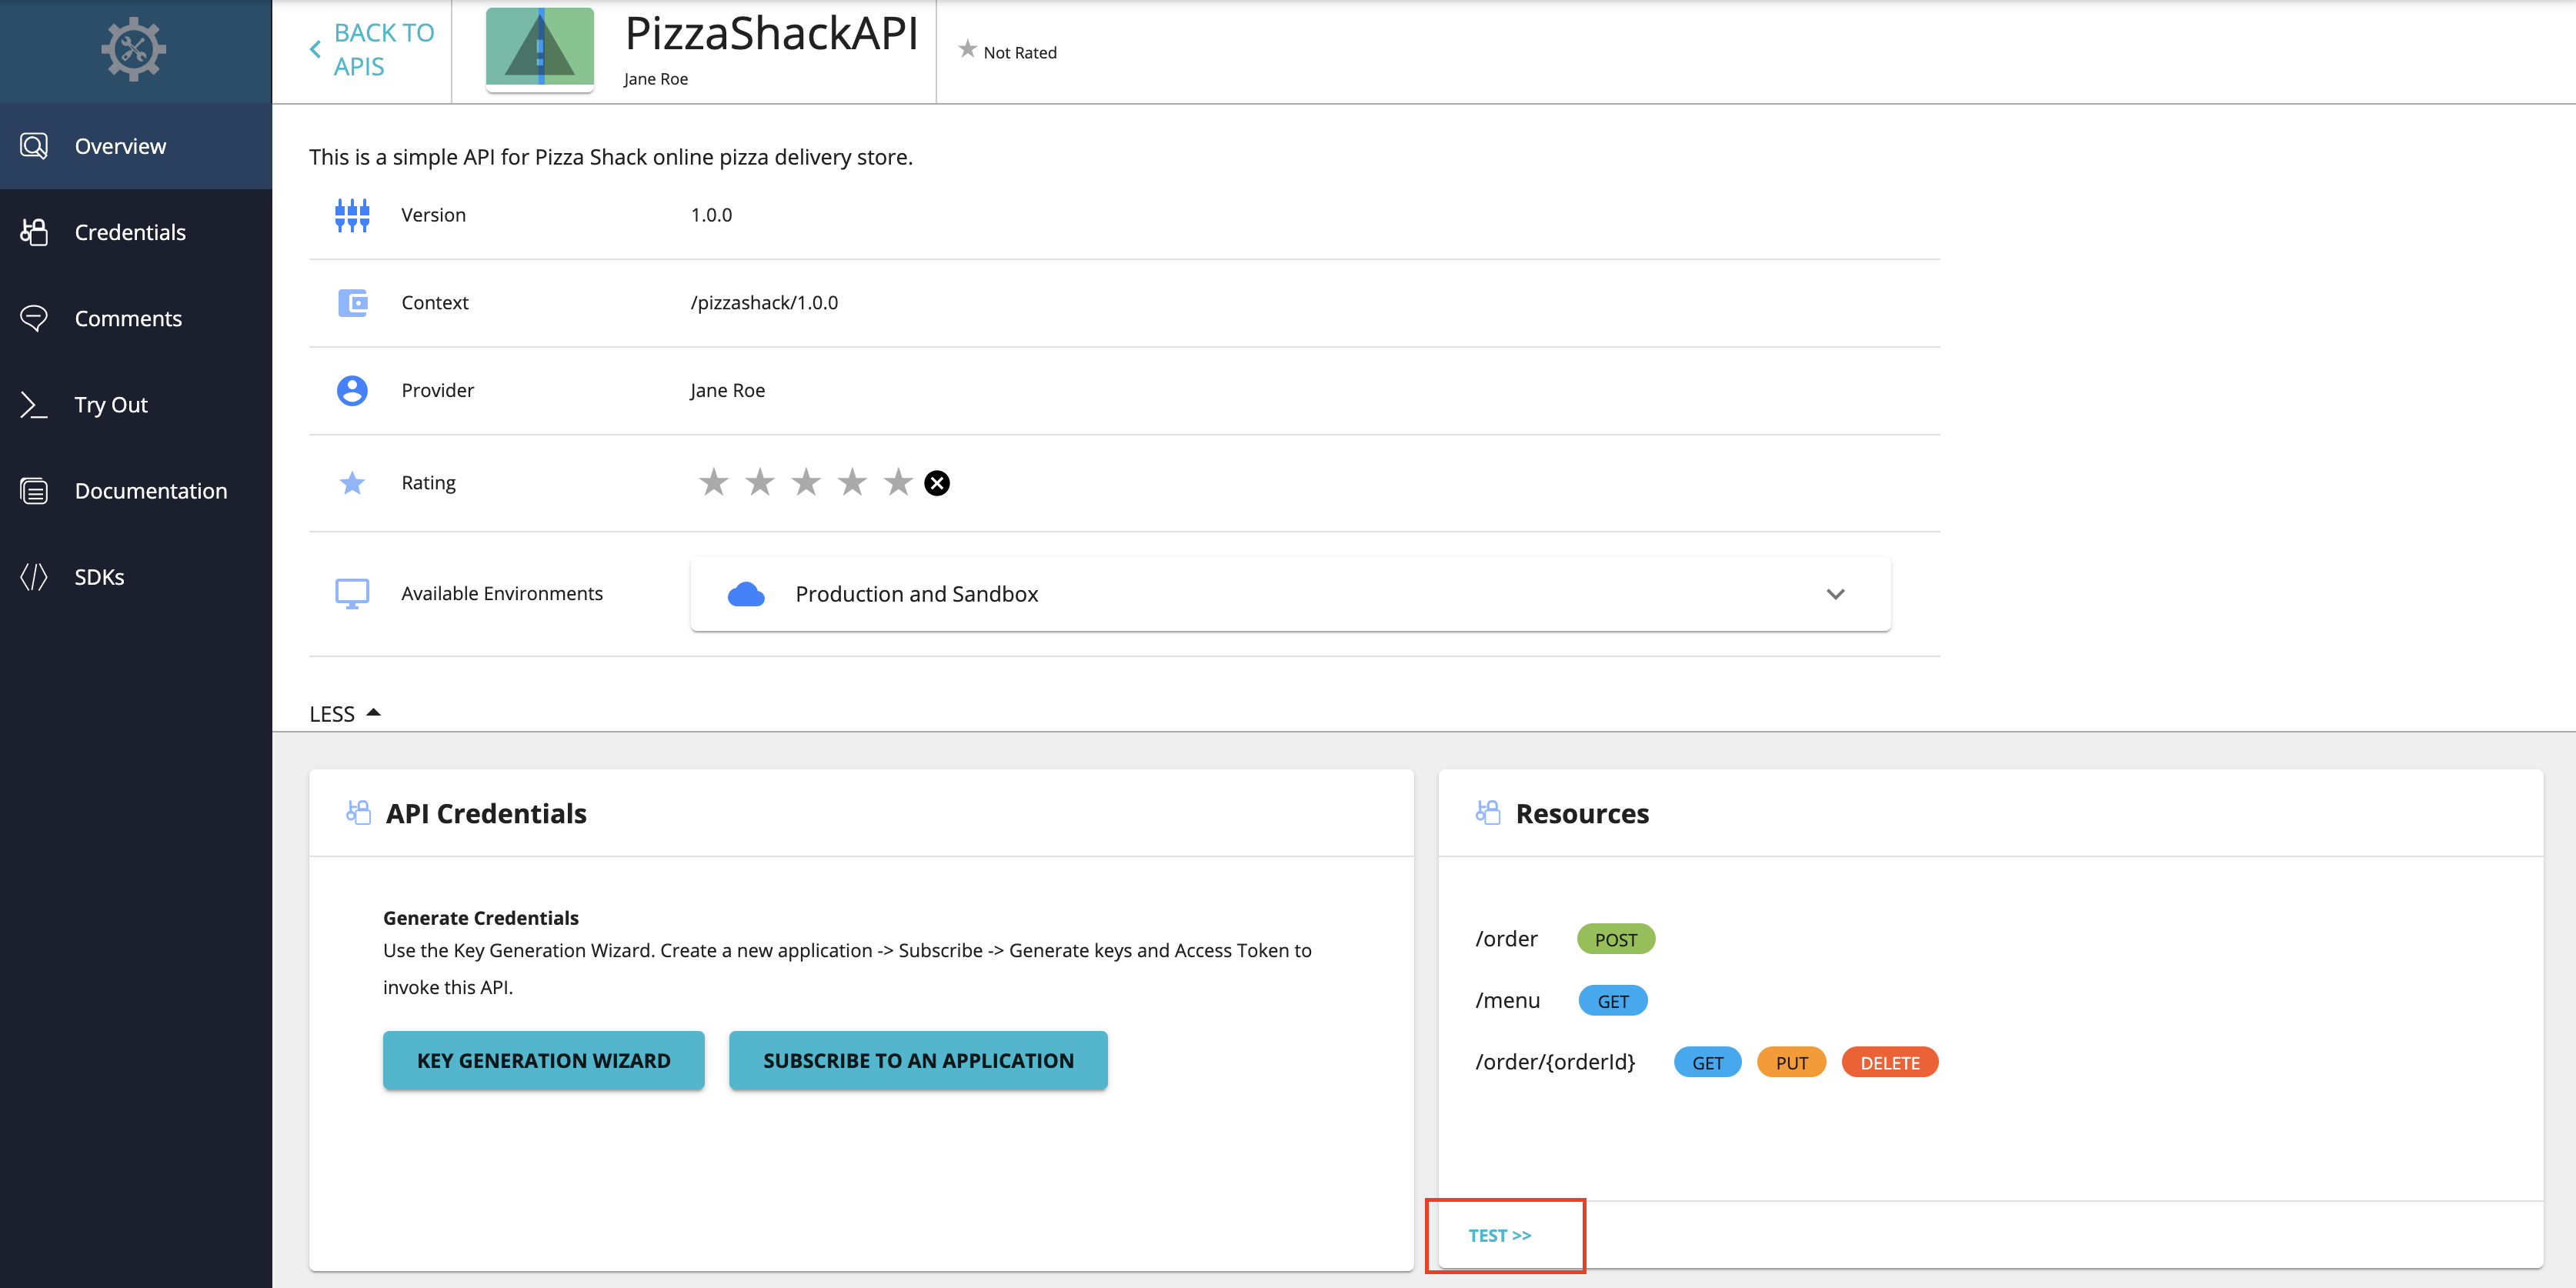 BACK TO
APIS
PizzaShackAPI
Jane Roe
Not Rated
Overview
Credentials
Comments
Try Out
Documentation
SDKs
This is a simple API for Pizza Shack online pizza delivery store.
Version 1.0.0
Context /pizzashack/1.0.0
Provider Jane Roe
Rating
Available Environments Production and Sandbox
LESS
API Credentials
Generate Credentials
Use the Key Generation Wizard. Create a new application -> Subscribe -> Generate keys and Access Token to
invoke this API.
KEY GENERATION WIZARD SUBSCRIBE TO AN APPLICATION
Resources
/order POST
/menu GET
/order/{orderId} GET PUT DELETE
TEST >>